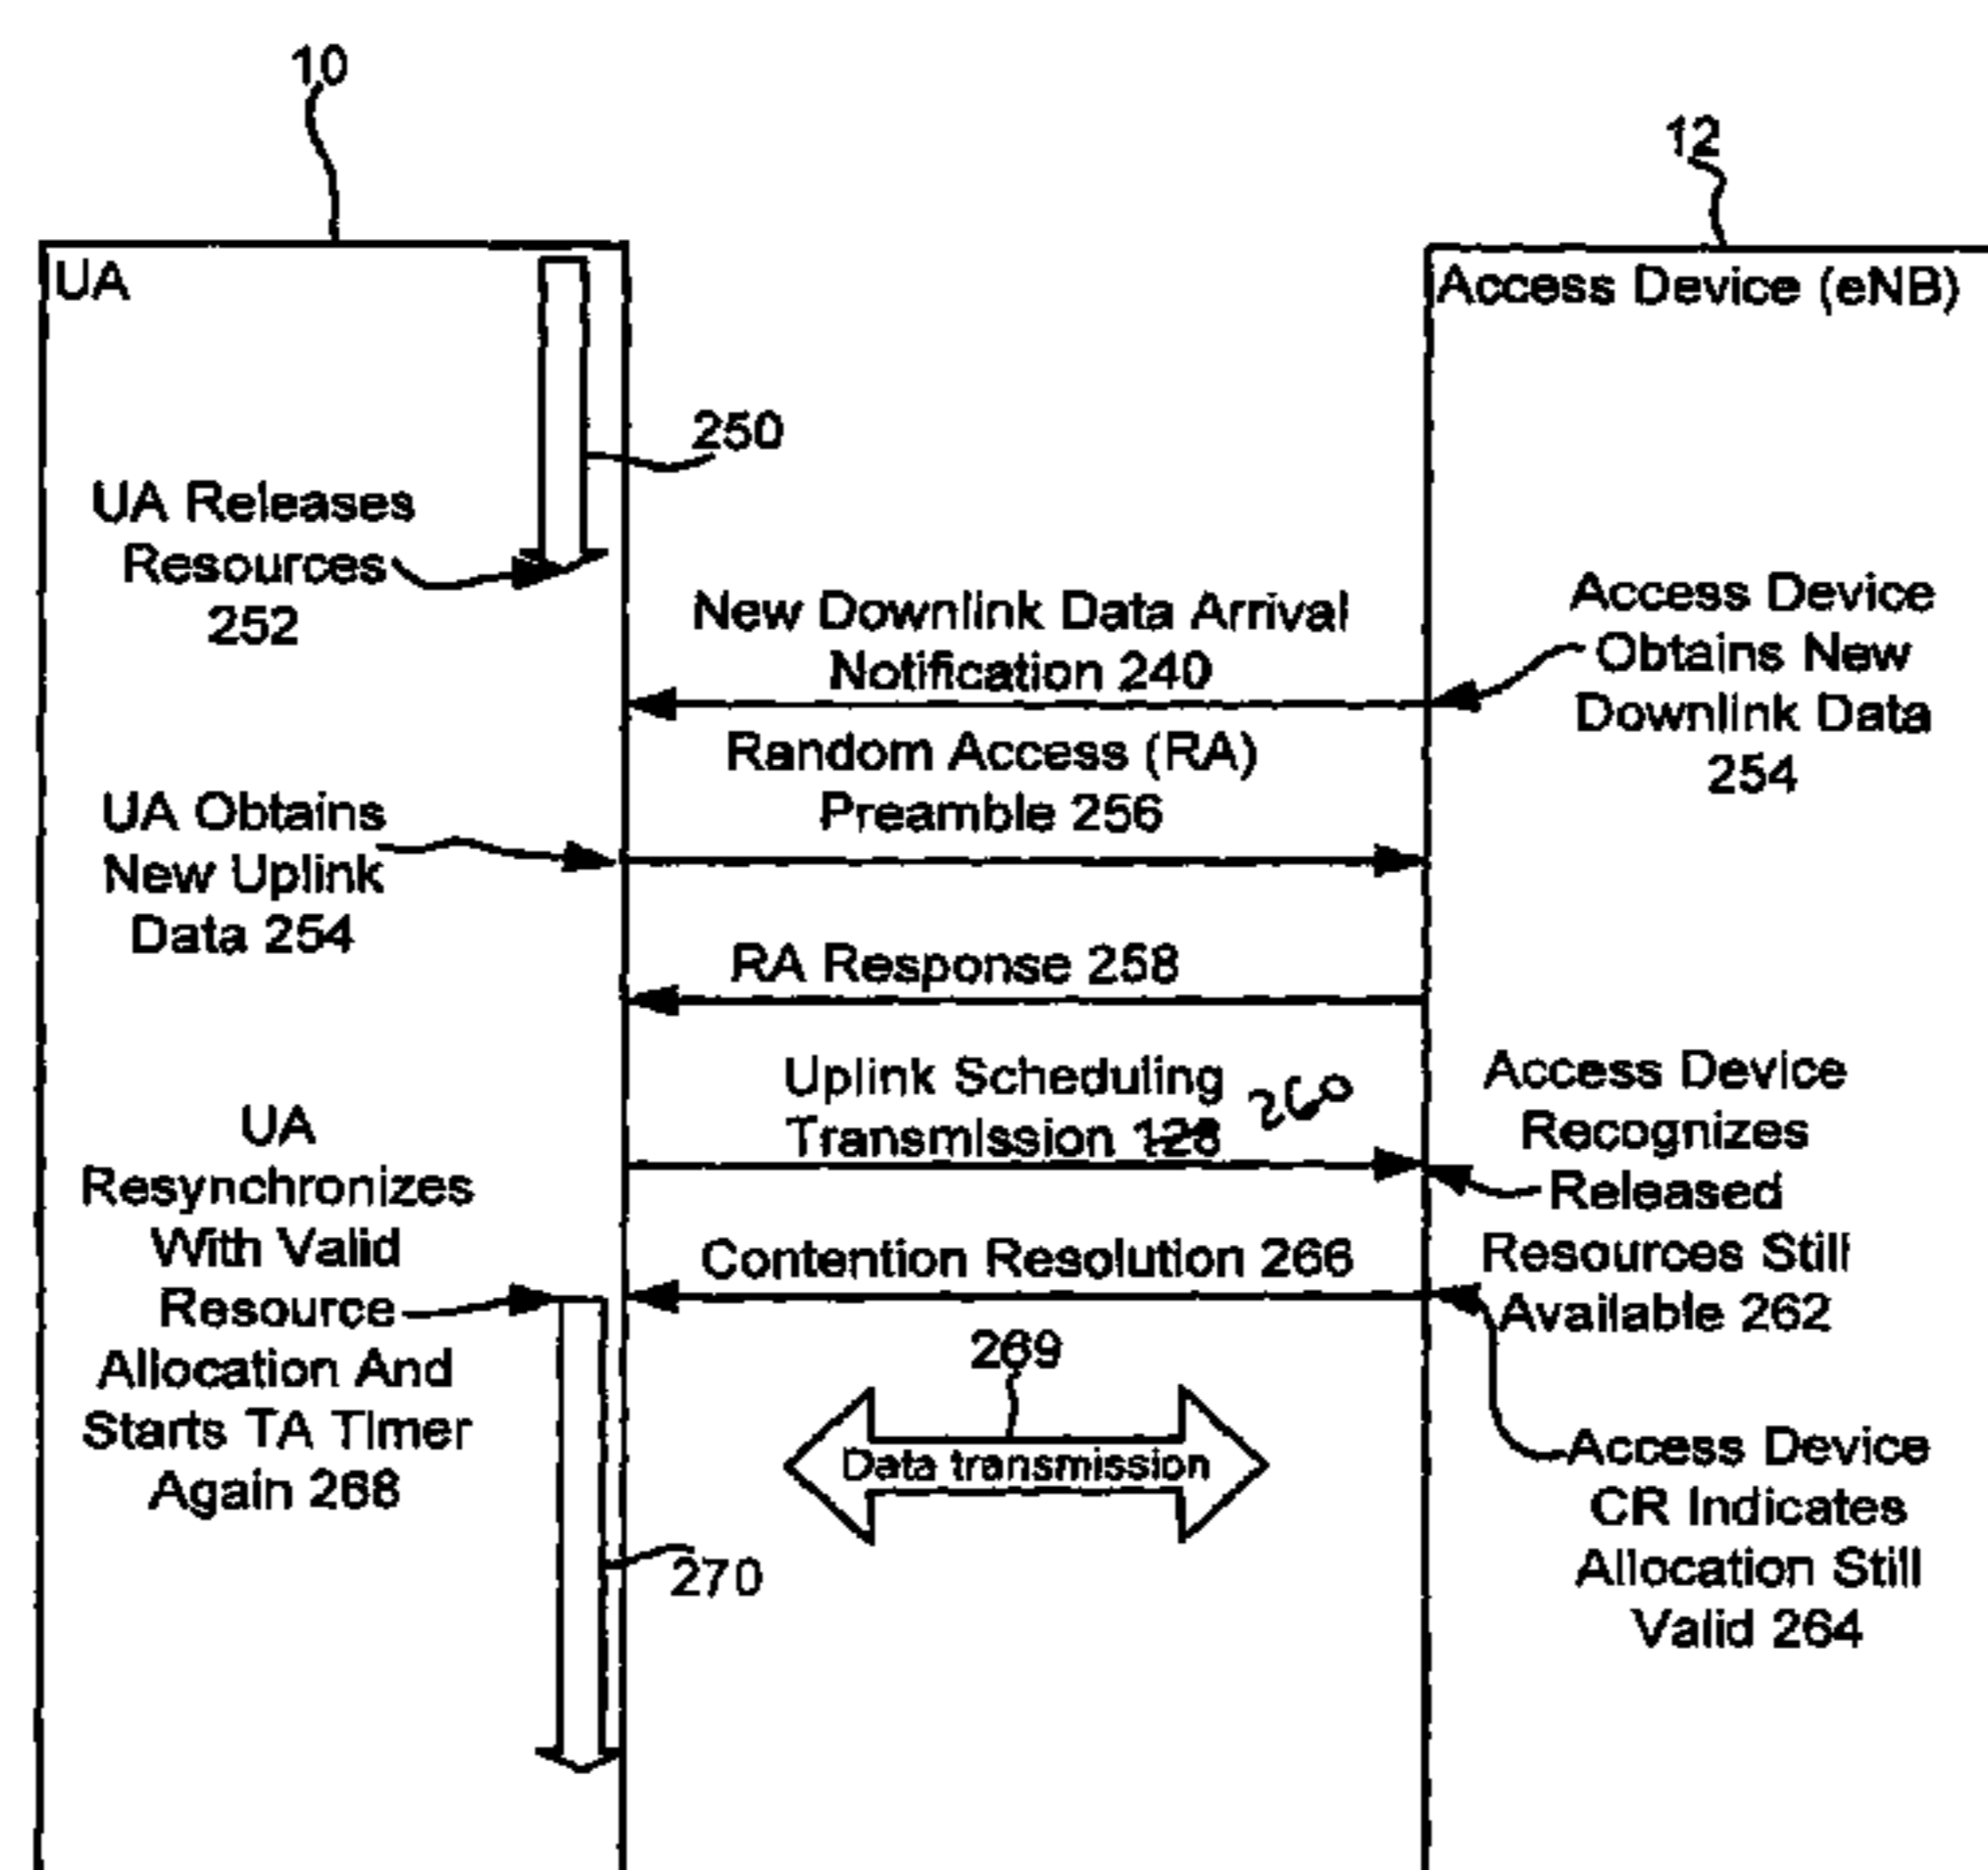 10
12
UA
Access Device (eNB)
250
UA Releases
Resources
252
New Downlink Data Arrival
Notification 240
Access Device
Obtains New
Downlink Data
254
Random Access (RA)
Preamble 256
UA Obtains
New Uplink
Data 254
RA Response 258
Uplink Scheduling
Transmission 128 260
Access Device
Recognizes
Released
Resources Still
Available 262
UA
Resynchronizes
With Valid
Resource
Allocation And
Starts TA Timer
Again 268
Contention Resolution 266
269
Data transmission
Access Device
CR Indicates
Allocation Still
Valid 264
270